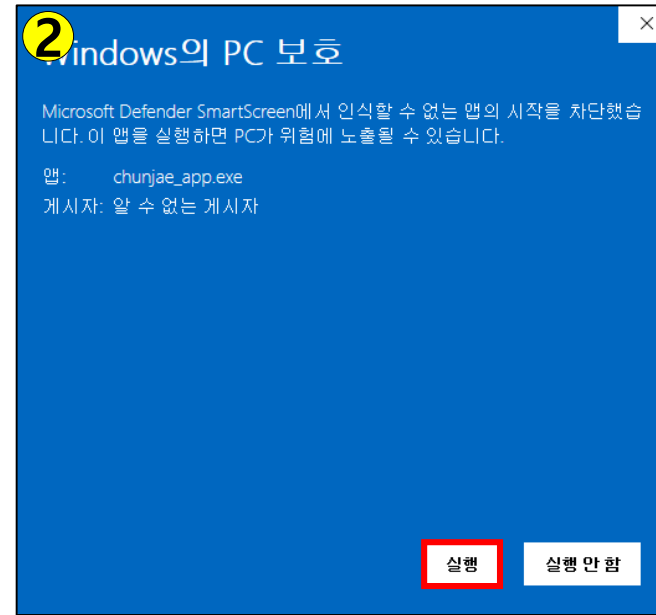 2
Windows의 PC 보호
Microsoft Defender SmartScreen에서 인식할 수 없는 앱의 시작을 차단했습
니다. 이 앱을 실행하면 PC가 위험에 노출될 수 있습니다.
앱: chunjae_app.exe
게시자: 알 수 없는 게시자
실행 실행 안 함